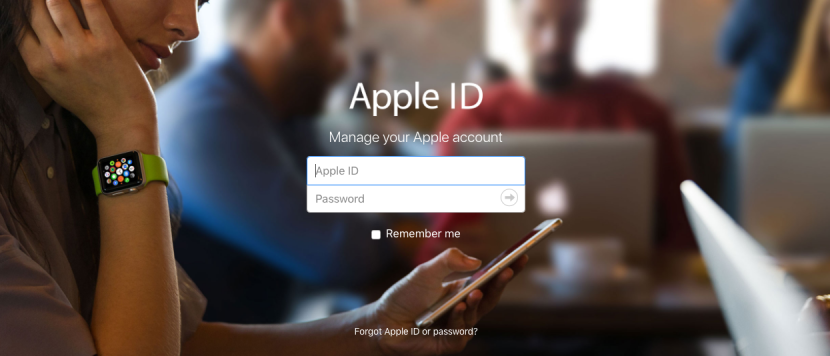 Apple ID
Manage your Apple account
Apple ID
Password
Remember me
Forgot Apple ID or password?